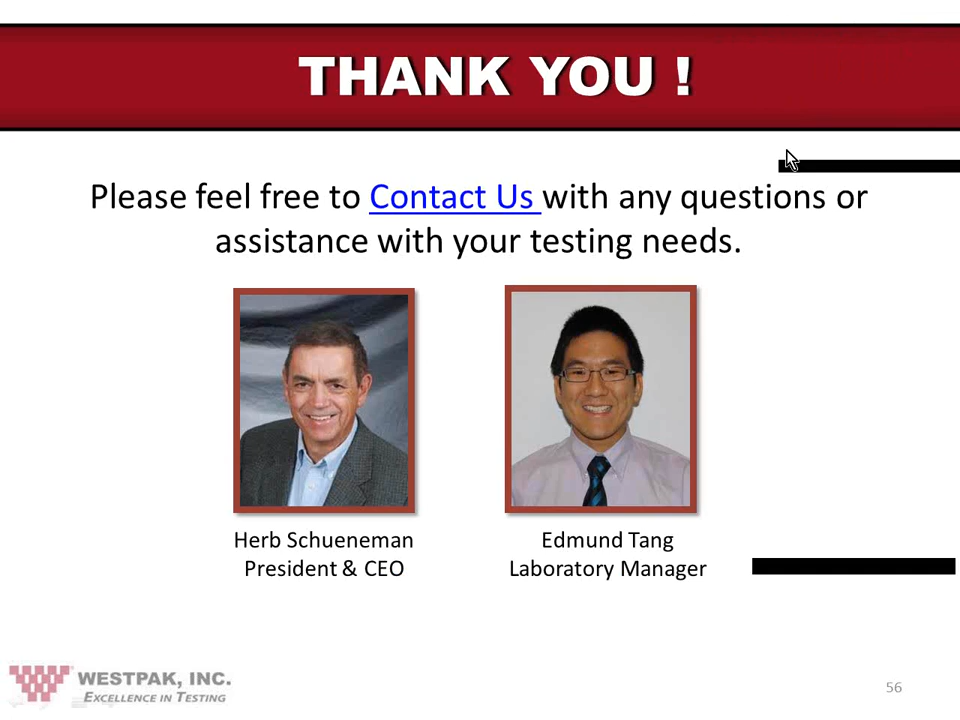 THANK YOU !
Please feel free to Contact Us with any questions or
assistance with your testing needs.
Herb Schueneman
President & CEO
Edmund Tang
Laboratory Manager
WESTPAK, INC.
EXCELLENCE IN TESTING
56